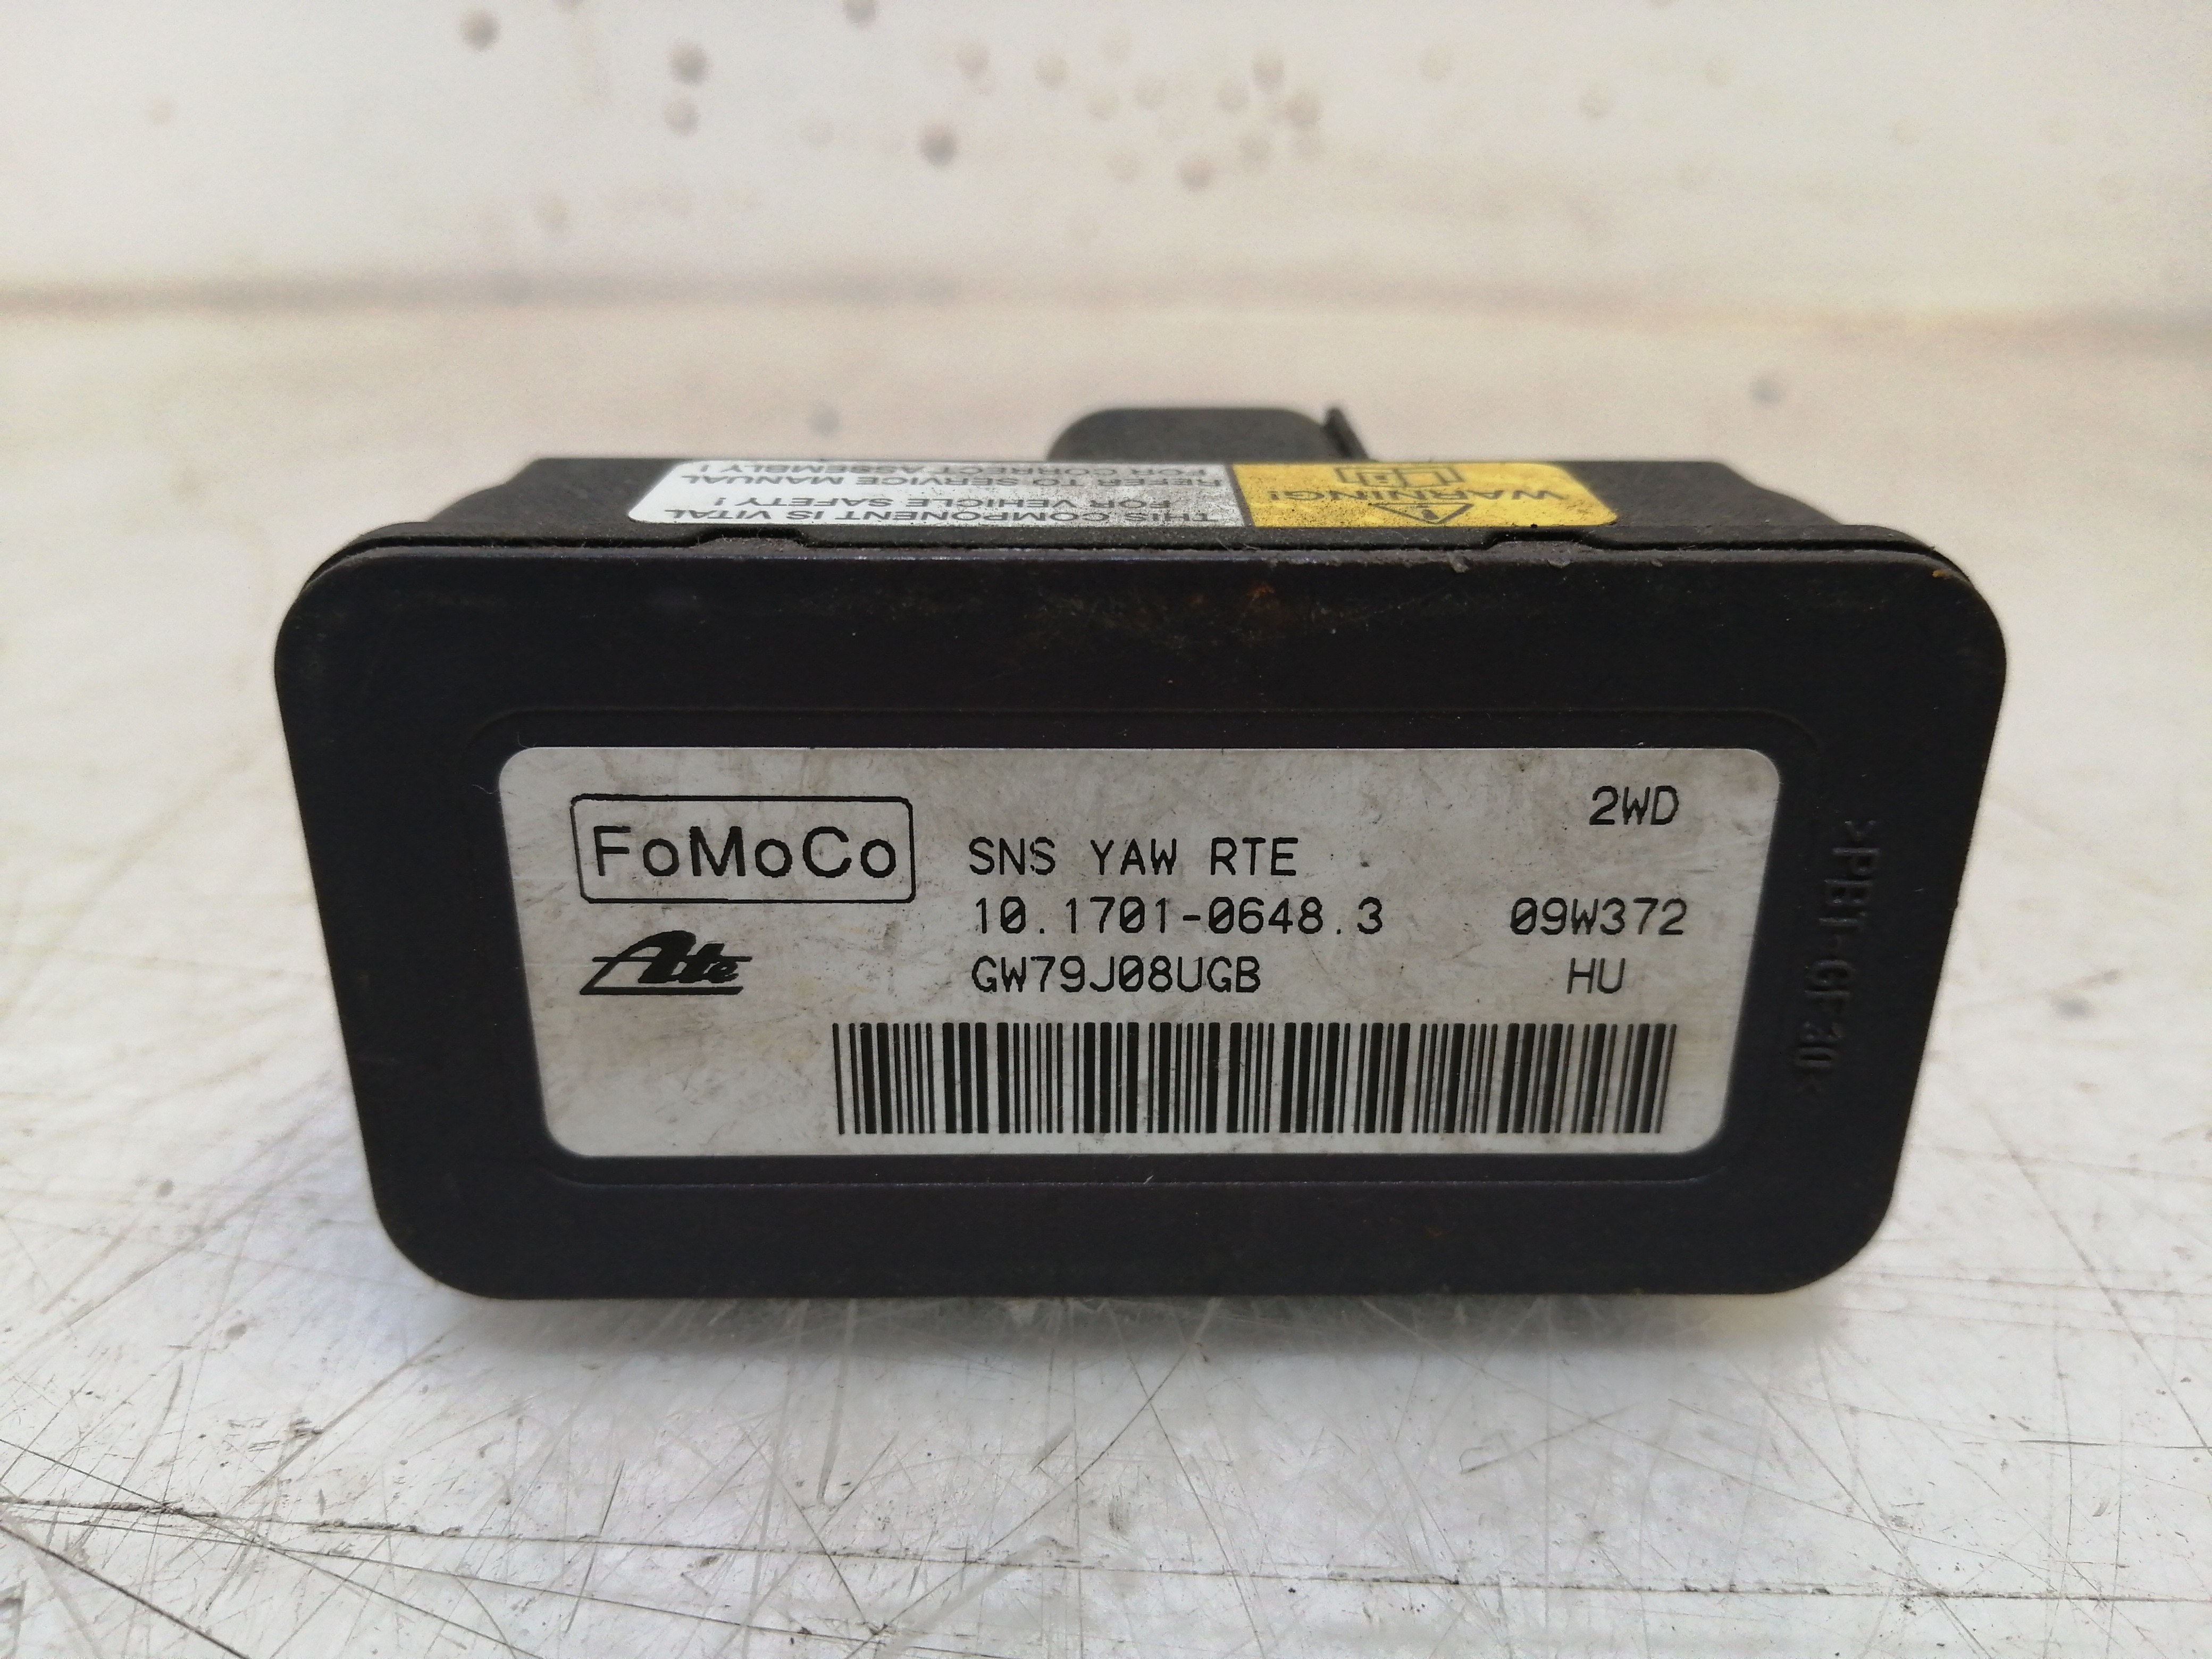 THIS COMPONENT IS VITAL
FOR VEHICLE SAFETY !
REFER TO SERVICE MANUAL
FOR CORRECT ASSEMBLY !
WARNING!
2WD
FoMoCo
SNS YAW RTE
10.1701-0648.3 09W372
Ate
GW79J08UGB HU
>PBT-GF30<